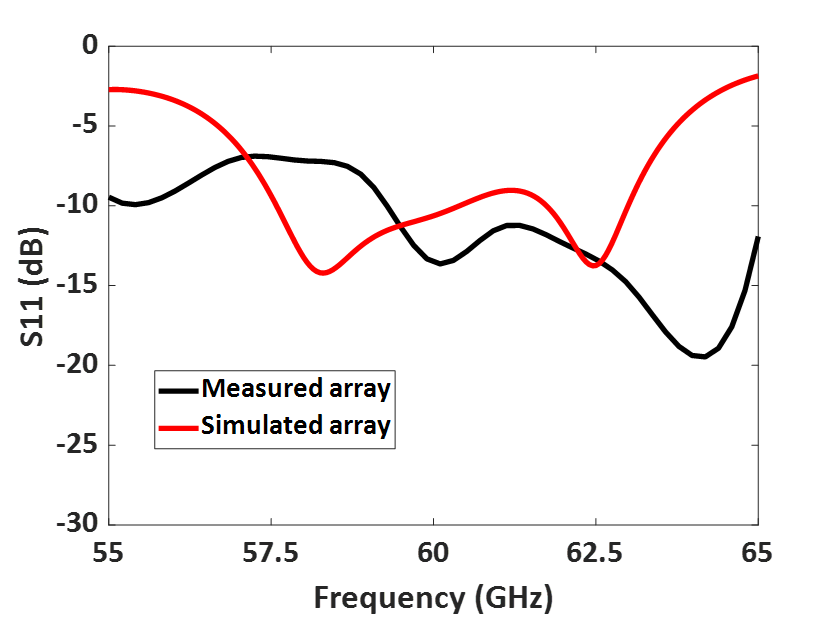 0
-5
-10
-15
-20
-25
-30
S11 (dB)
Measured array
Simulated array
55 57.5 60 62.5 65
Frequency (GHz)